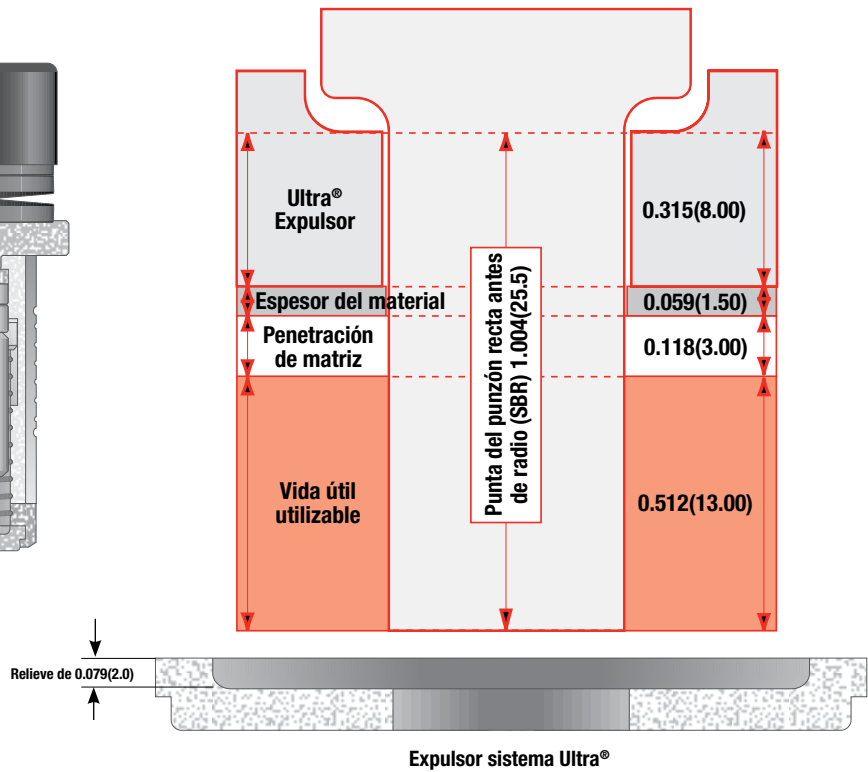 Ultra®
Expulsor
0.315(8.00)
Espesor del material
0.059(1.50)
Penetración
de matriz
0.118(3.00)
Punta del punzón recta antes
de radio (SBR) 1.004(25.5)
Vida útil
utilizable
0.512(13.00)
Relieve de 0.079(2.0)
Expulsor sistema Ultra®